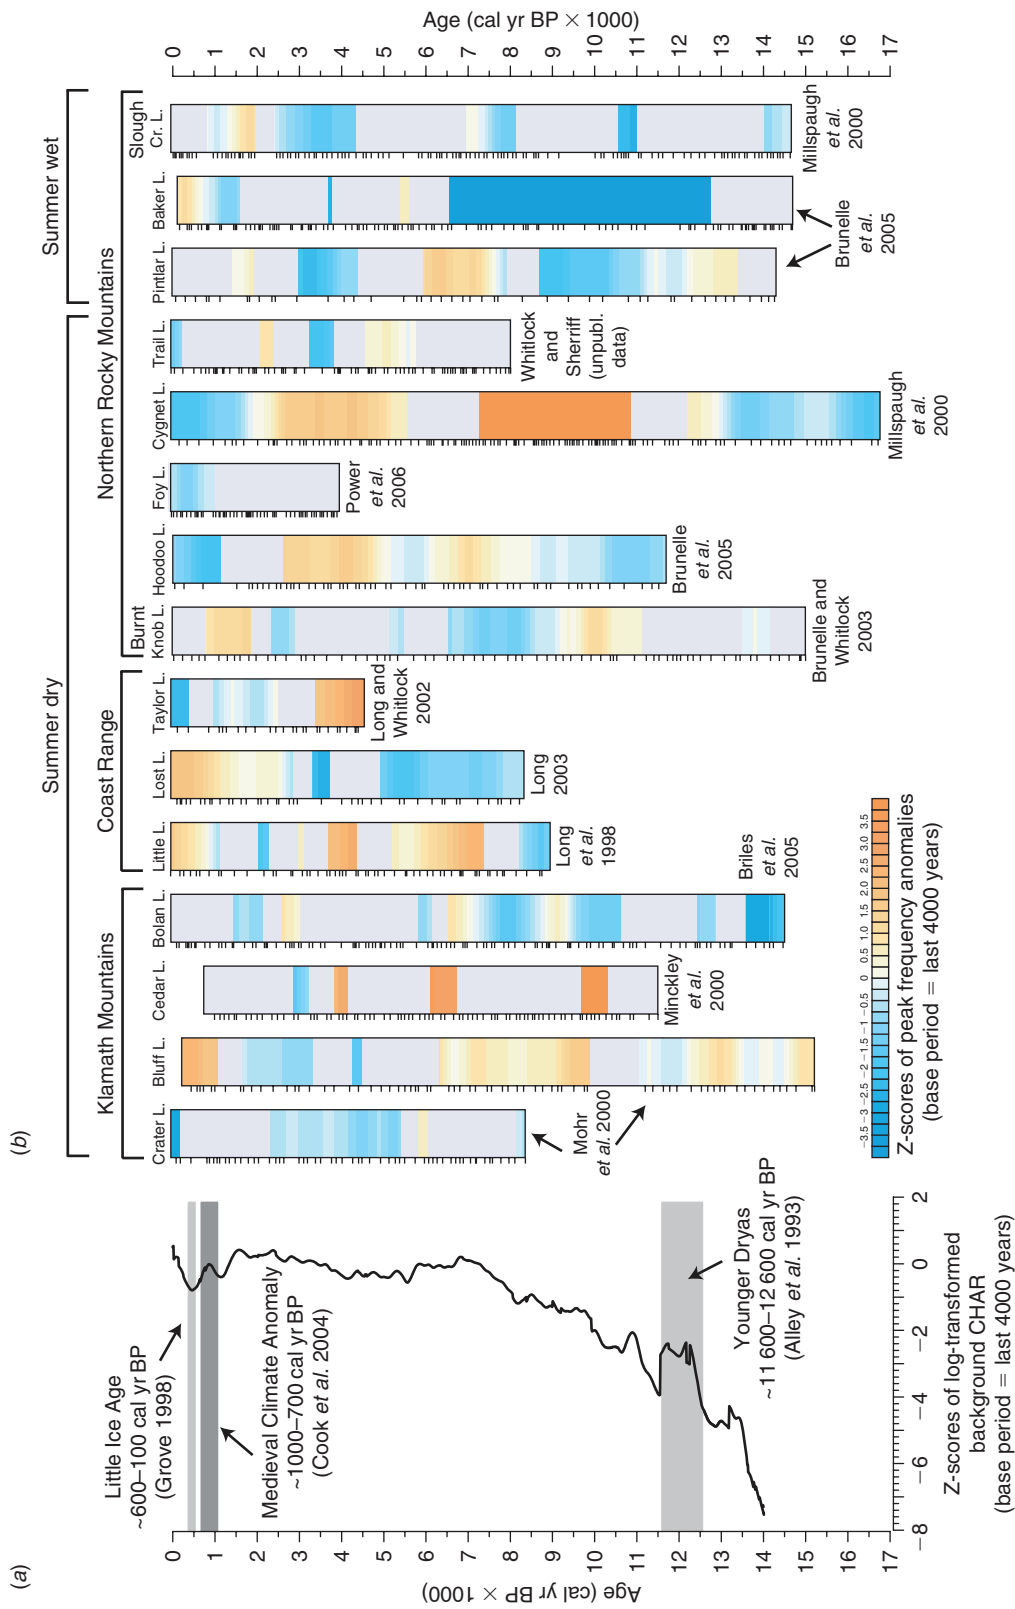 (a)
Little Ice Age
~600–100 cal yr BP
(Grove 1998)
Medieval Climate Anomaly
~1000–700 cal yr BP
(Cook et al. 2004)
Younger Dryas
~11 600–12 600 cal yr BP
(Alley et al. 1993)
Age (cal yr BP × 1000)
0 1 2 3 4 5 6 7 8 9 10 11 12 13 14 15 16 17
−8 −6 −4 −2 0 2
Z-scores of log-transformed
background CHAR
(base period = last 4000 years)
(b)
Summer dry
Summer wet
Klamath Mountains
Coast Range
Northern Rocky Mountains
Crater L.
Bluff L.
Cedar L.
Bolan L.
Little L.
Lost L.
Taylor L.
Burnt
Knob L.
Hoodoo L.
Foy L.
Cygnet L.
Trail L.
Pintlar L.
Baker L.
Slough
Cr. L.
Mohr
et al. 2000
Minckley
et al.
2000
Briles
et al.
2005
Long
et al.
1998
Long
2003
Long and
Whitlock
2002
Brunelle and
Whitlock
2003
Brunelle
et al.
2005
Power
et al.
2006
Millspaugh
et al.
2000
Whitlock
and
Sherriff
(unpubl.
data)
Brunelle
et al.
2005
Millspaugh
et al.
2000
Age (cal yr BP × 1000)
0 1 2 3 4 5 6 7 8 9 10 11 12 13 14 15 16 17
−3.5 −3 −2.5 −2 −1.5 −1 −0.5 0 0.5 1.0 1.5 2.0 2.5 3.0 3.5
Z-scores of peak frequency anomalies
(base period = last 4000 years)